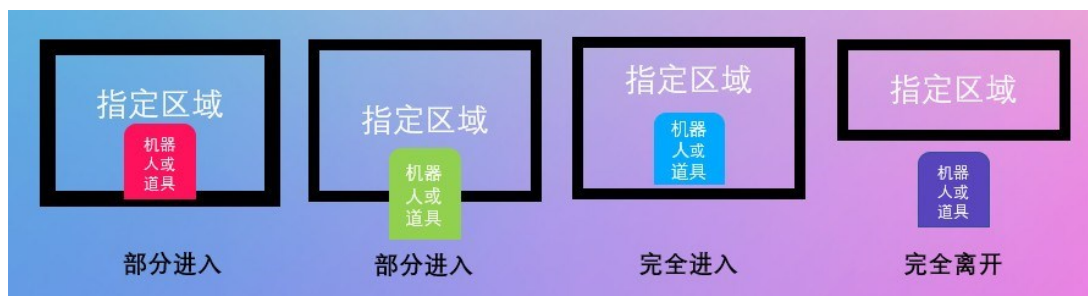 指定区域
机器
人或
道具
部分进入
指定区域
机器
人或
道具
部分进入
指定区域
机器
人或
道具
完全进入
指定区域
机器
人或
道具
完全离开